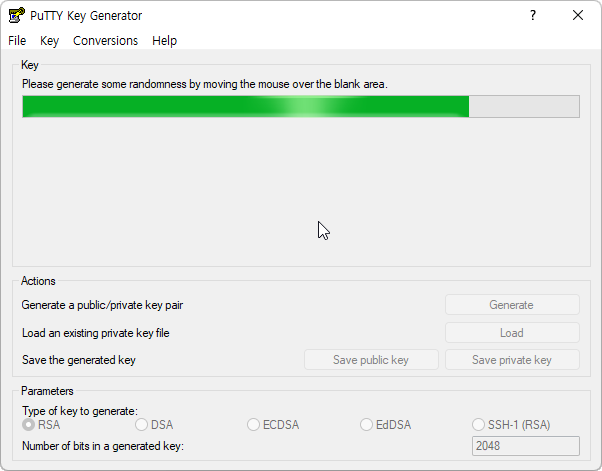 PuTTY Key Generator
?
File Key Conversions Help
Key
Please generate some randomness by moving the mouse over the blank area.
Actions
Generate a public/private key pair
Generate
Load an existing private key file
Load
Save the generated key
Save public key
Save private key
Parameters
Type of key to generate:
RSA DSA ECDSA EdDSA SSH-1 (RSA)
Number of bits in a generated key:
2048